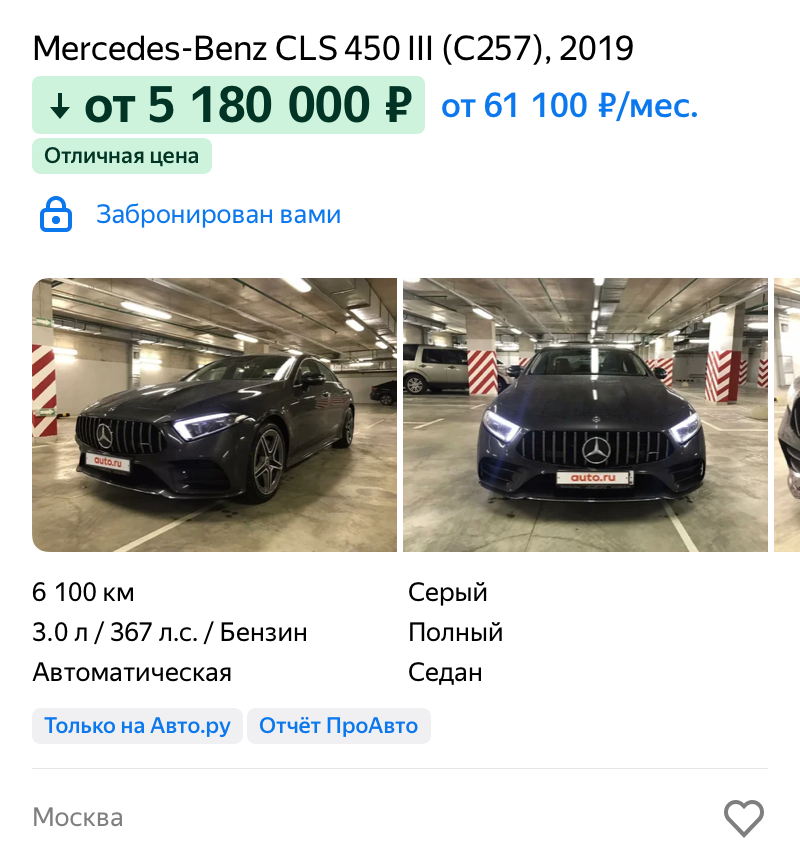 Mercedes-Benz CLS 450 III (C257), 2019
↓ от 5 180 000 ₽ от 61 100 ₽/мес.
Отличная цена
Забронирован вами
auto.ru
auto.ru
6 100 км Серый
3.0 л / 367 л.с. / Бензин Полный
Автоматическая Седан
Только на Авто.ру Отчёт ПроАвто
Москва